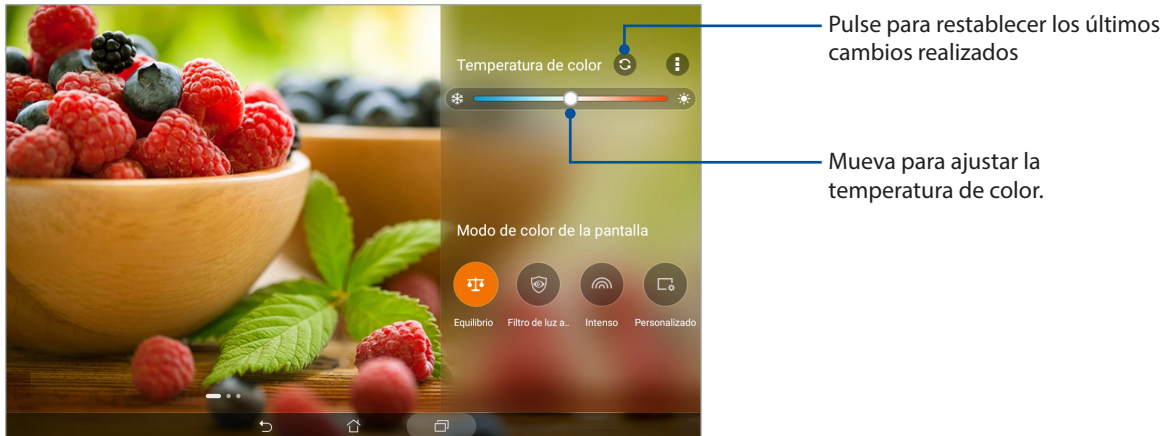 Pulse para restablecer los últimos
cambios realizados
Temperatura de color
Mueva para ajustar la
temperatura de color.
Modo de color de la pantalla
Equilibrio
Filtro de luz a..
Intenso
Personalizado